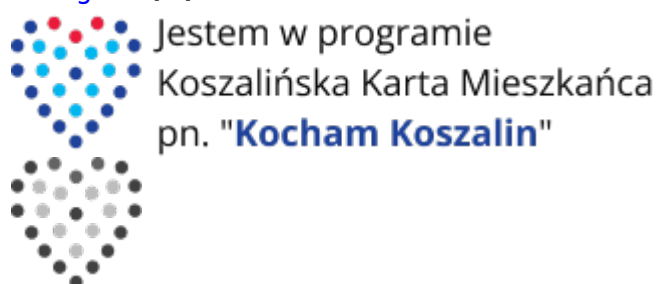 Jestem w programie
Koszalińska Karta Mieszkańca
pn. "Kocham Koszalin"